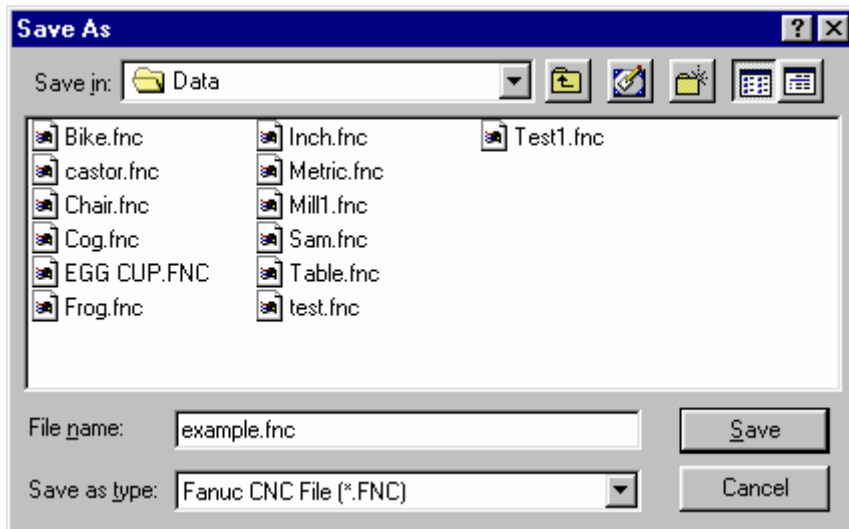 Save As
Save in: Data
Bike.fnc Inch.fnc Test1.fnc
castor.fnc Metric.fnc
Chair.fnc Mill1.fnc
Cog.fnc Sam.fnc
EGG CUP.FNC Table.fnc
Frog.fnc test.fnc
File name: example.fnc Save
Save as type: Fanuc CNC File (*.FNC) Cancel